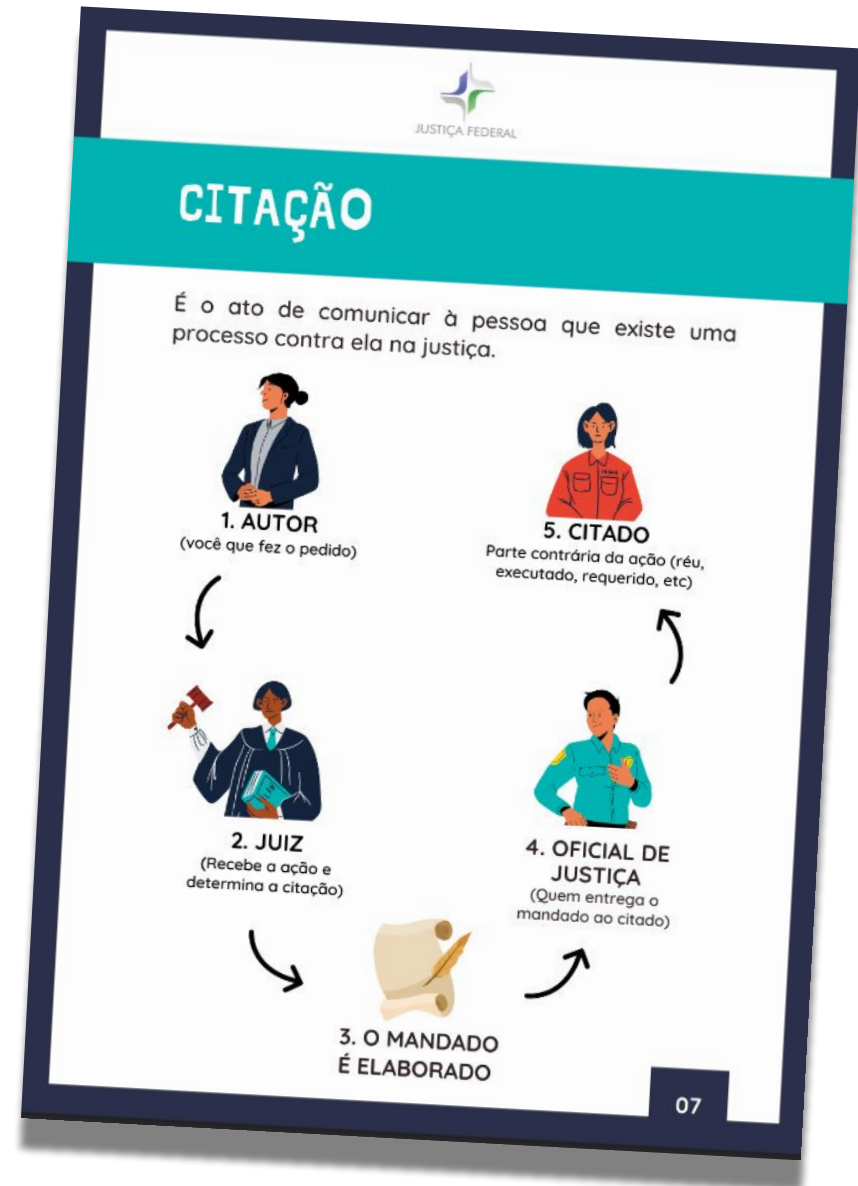 JUSTIÇA FEDERAL
CITAÇÃO
É o ato de comunicar à pessoa que existe uma
processo contra ela na justiça.
1. AUTOR
(você que fez o pedido)
2. JUIZ
(Recebe a ação e
determina a citação)
3. O MANDADO
É ELABORADO
4. OFICIAL DE
JUSTIÇA
(Quem entrega o
mandado ao citado)
5. CITADO
Parte contrária da ação (réu,
executado, requerido, etc)
07